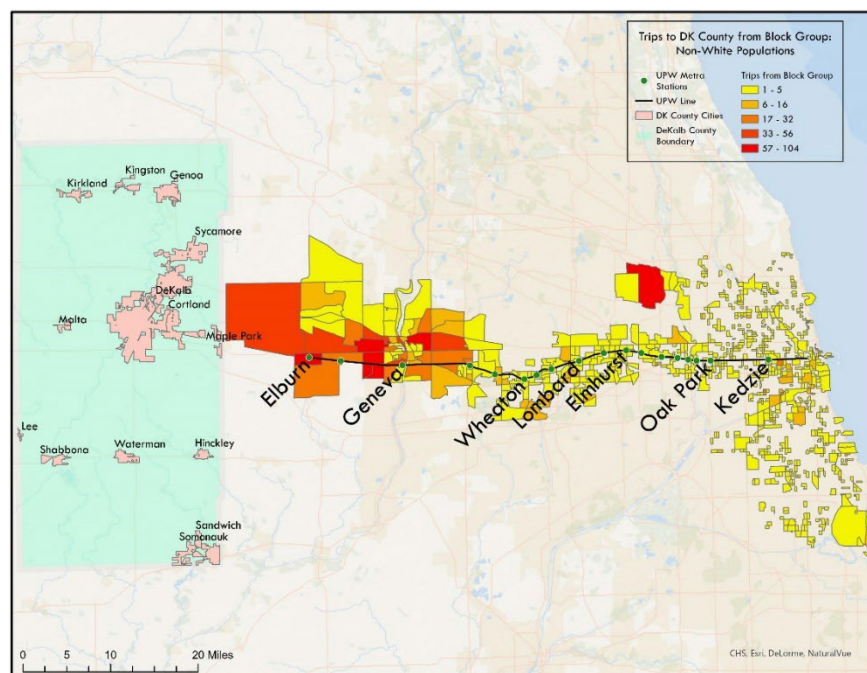 Trips to DK County from Block Group:
Non-White Populations
UPW Metra
Stations
UPW Line
DK County Cities
DeKalb County
Boundary
Trips from Block Group
1 - 5
6 - 16
17 - 32
33 - 56
57 - 104
Kirkland
Kingston
Genoa
Sycamore
DeKalb
Cortland
Malta
Maple Park
Elburn
Geneva
Wheaton
Lombard
Elmhurst
Oak Park
Kedzie
Lee
Shabbona
Waterman
Hinckley
Sandwich
Somonauk
0 5 10 20 Miles
CHS, Esri, DeLorme, NaturalVue